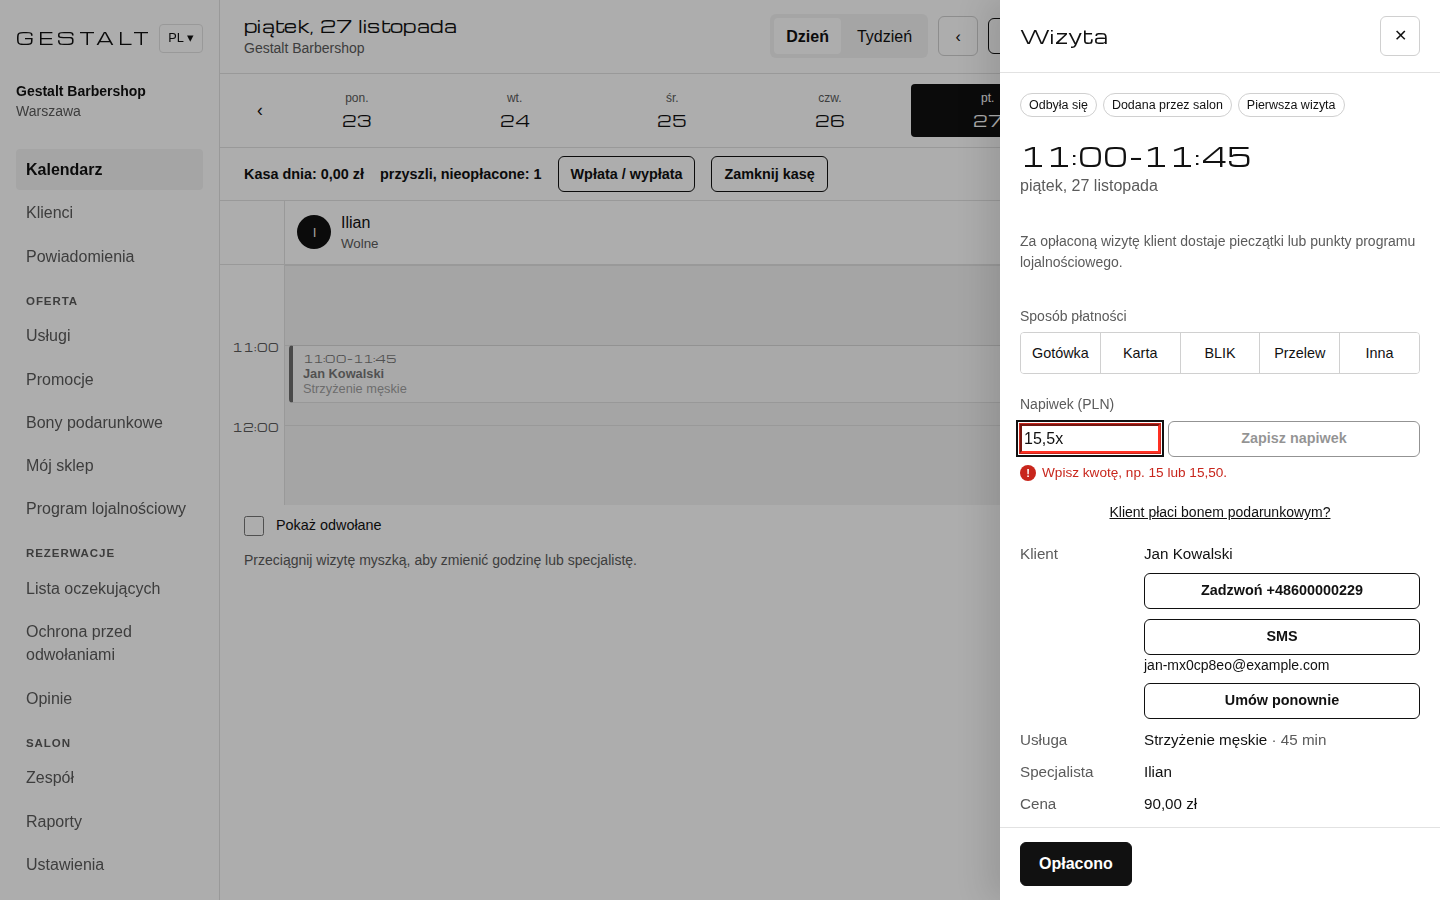 GESTALT
PL ▾
Gestalt Barbershop
Warszawa
Kalendarz
Klienci
Powiadomienia
OFERTA
Usługi
Promocje
Bony podarunkowe
Mój sklep
Program lojalnościowy
REZERWACJE
Lista oczekujących
Ochrona przed
odwołaniami
Opinie
SALON
Zespół
Raporty
Ustawienia
piątek, 27 listopada
Gestalt Barbershop
Dzień
Tydzień
‹
‹
pon.
23
wt.
24
śr.
25
czw.
26
pt.
27
Kasa dnia: 0,00 zł
przyszli, nieopłacone: 1
Wpłata / wypłata
Zamknij kasę
I
Ilian
Wolne
11:00
11:00-11:45
Jan Kowalski
Strzyżenie męskie
12:00
Pokaż odwołane
Przeciągnij wizytę myszką, aby zmienić godzinę lub specjalistę.
Wizyta
✕
Odbyła się
Dodana przez salon
Pierwsza wizyta
11:00-11:45
piątek, 27 listopada
Za opłaconą wizytę klient dostaje pieczątki lub punkty programu
lojalnościowego.
Sposób płatności
Gotówka
Karta
BLIK
Przelew
Inna
Napiwek (PLN)
15,5x
Zapisz napiwek
! Wpisz kwotę, np. 15 lub 15,50.
Klient płaci bonem podarunkowym?
Klient
Jan Kowalski
Zadzwoń +48600000229
SMS
jan-mx0cp8eo@example.com
Umów ponownie
Usługa
Strzyżenie męskie · 45 min
Specjalista
Ilian
Cena
90,00 zł
Opłacono